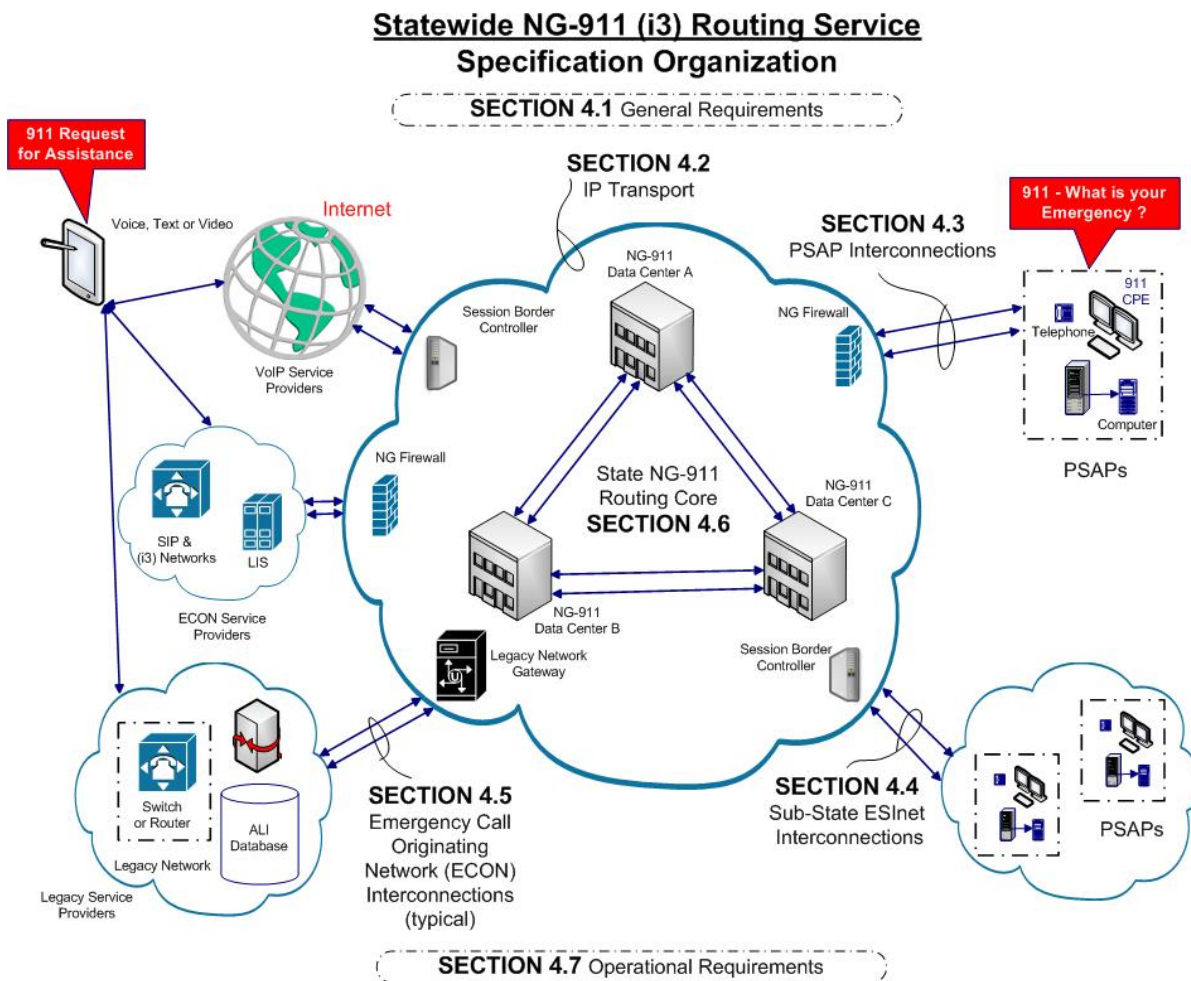 Statewide NG-911 (i3) Routing Service
Specification Organization
SECTION 4.1 General Requirements
911 Request
for Assistance
Voice, Text or Video
Internet
VoIP Service
Providers
SECTION 4.2
IP Transport
NG-911
Data Center A
Session Border
Controller
SECTION 4.3
PSAP Interconnections
NG Firewall
911 - What is your
Emergency ?
911
CPE
Telephone
Computer
PSAPs
NG Firewall
State NG-911
Routing Core
SECTION 4.6
NG-911
Data Center C
SIP &
(i3) Networks
LIS
ECON Service
Providers
NG-911
Data Center B
Legacy Network
Gateway
U
Session Border
Controller
Switch
or Router
Legacy Network
ALI
Database
Legacy Service
Providers
SECTION 4.5
Emergency Call
Originating
Network (ECON)
Interconnections
(typical)
SECTION 4.4
Sub-State ESInet
Interconnections
PSAPs
SECTION 4.7 Operational Requirements